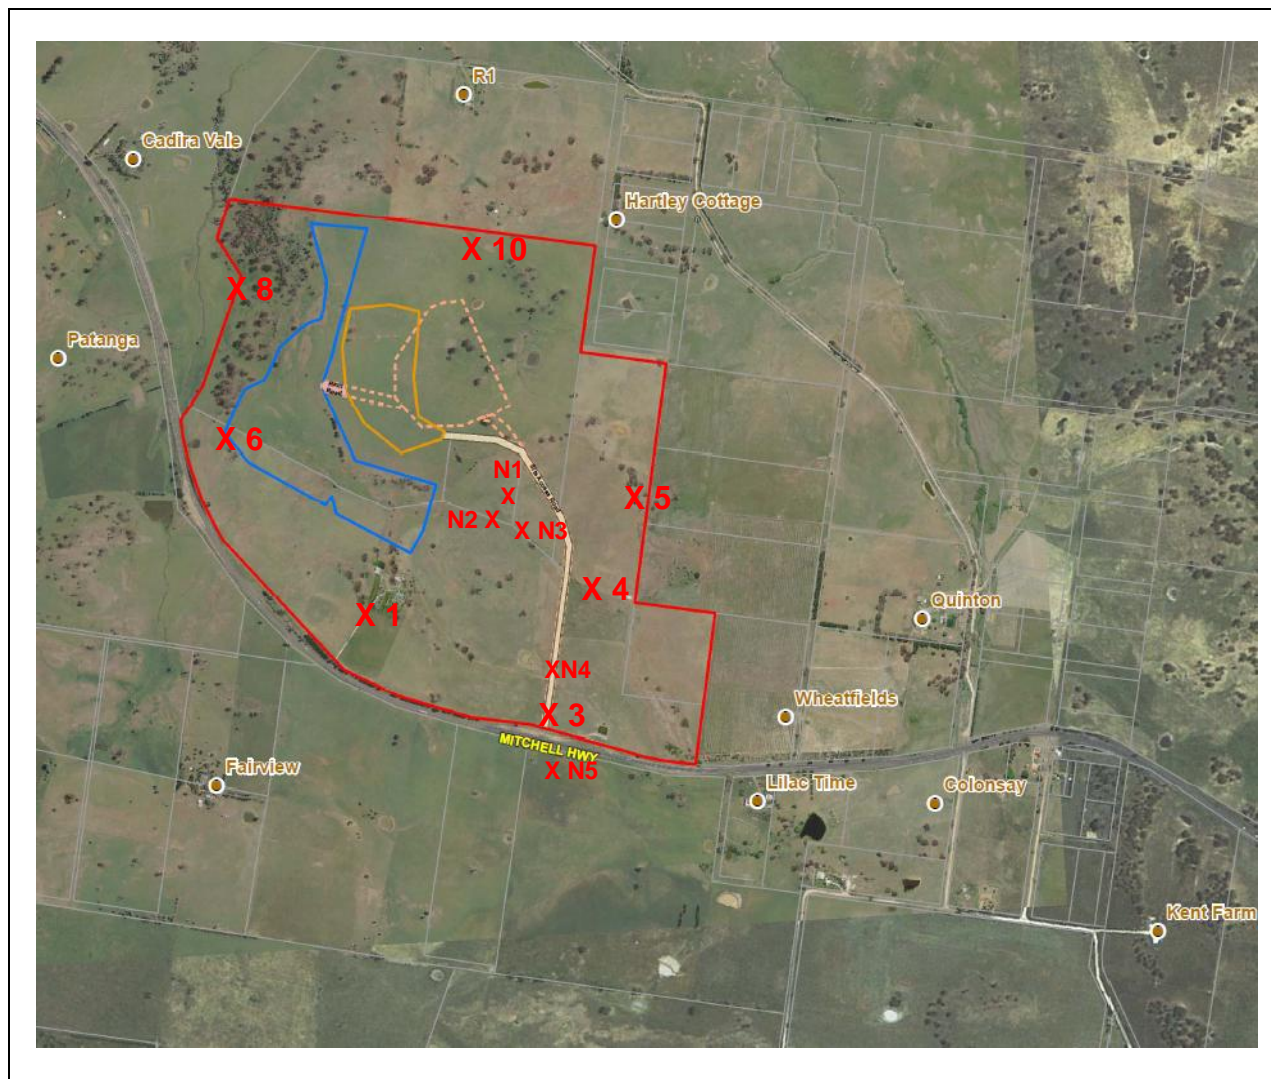 R1
Cadira Vale
Hartley Cottage
X 10
X 8
Patanga
X 6
N1
X
X 5
N2 X
X N3
X 4
X 1
Quinton
XN4
X 3
Wheatfields
MITCHELL HWY
X N5
Fairview
Lilac Time
Colonsay
Kent Farm